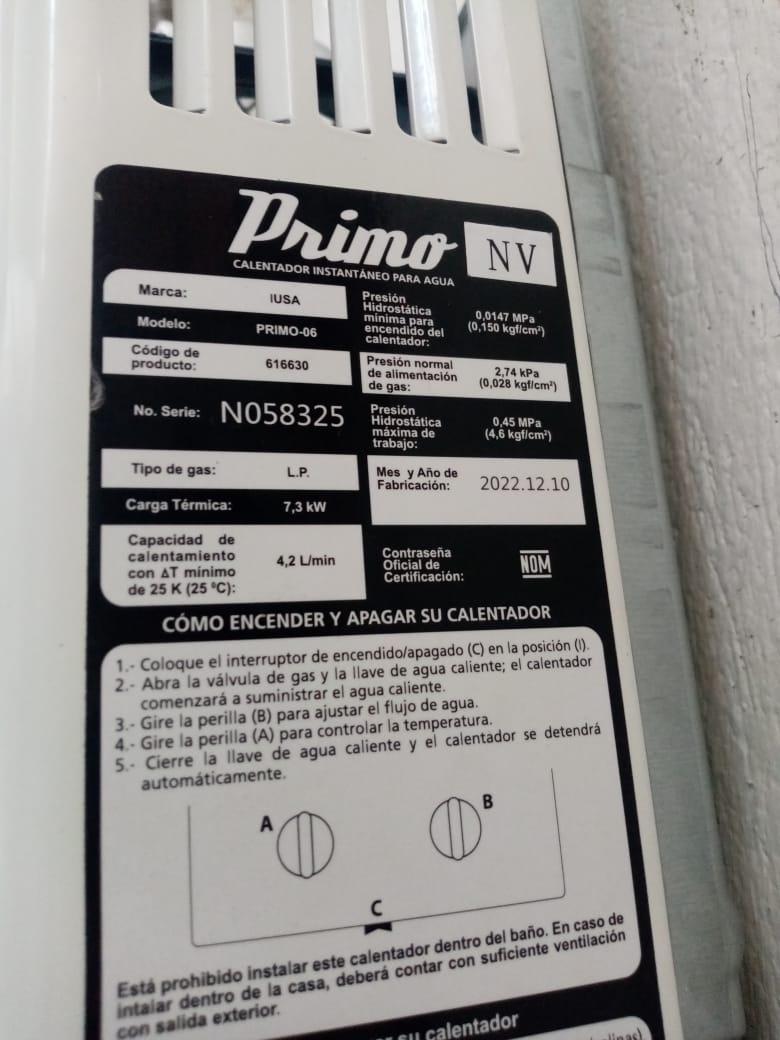 Primo
NV
CALENTADOR INSTANTÁNEO PARA AGUA
Marca: IUSA
Modelo: PRIMO-06
Código de
producto: 616630
No. Serie: N058325
Tipo de gas: L.P.
Carga Térmica: 7,3 kW
Capacidad de
calentamiento
con ΔT mínimo
de 25 K (25 °C): 4,2 L/min
Presión
Hidrostática
mínima para
encendido del
calentador:
0,0147 MPa
(0,150 kgf/cm²)
Presión normal
de alimentación
de gas:
2,74 kPa
(0,028 kgf/cm²)
Presión
Hidrostática
máxima de
trabajo:
0,45 MPa
(4,6 kgf/cm²)
Mes y Año de
Fabricación: 2022.12.10
Contraseña
Oficial de
Certificación:
NOM
CÓMO ENCENDER Y APAGAR SU CALENTADOR
1.- Coloque el interruptor de encendido/apagado (C) en la posición (I).
2.- Abra la válvula de gas y la llave de agua caliente; el calentador
comenzará a suministrar el agua caliente.
3.- Gire la perilla (B) para ajustar el flujo de agua.
4.- Gire la perilla (A) para controlar la temperatura.
5.- Cierre la llave de agua caliente y el calentador se detendrá
automáticamente.
A
B
C
Está prohibido instalar este calentador dentro del baño. En caso de
intalar dentro de la casa, deberá contar con suficiente ventilación
con salida exterior.
su calentador